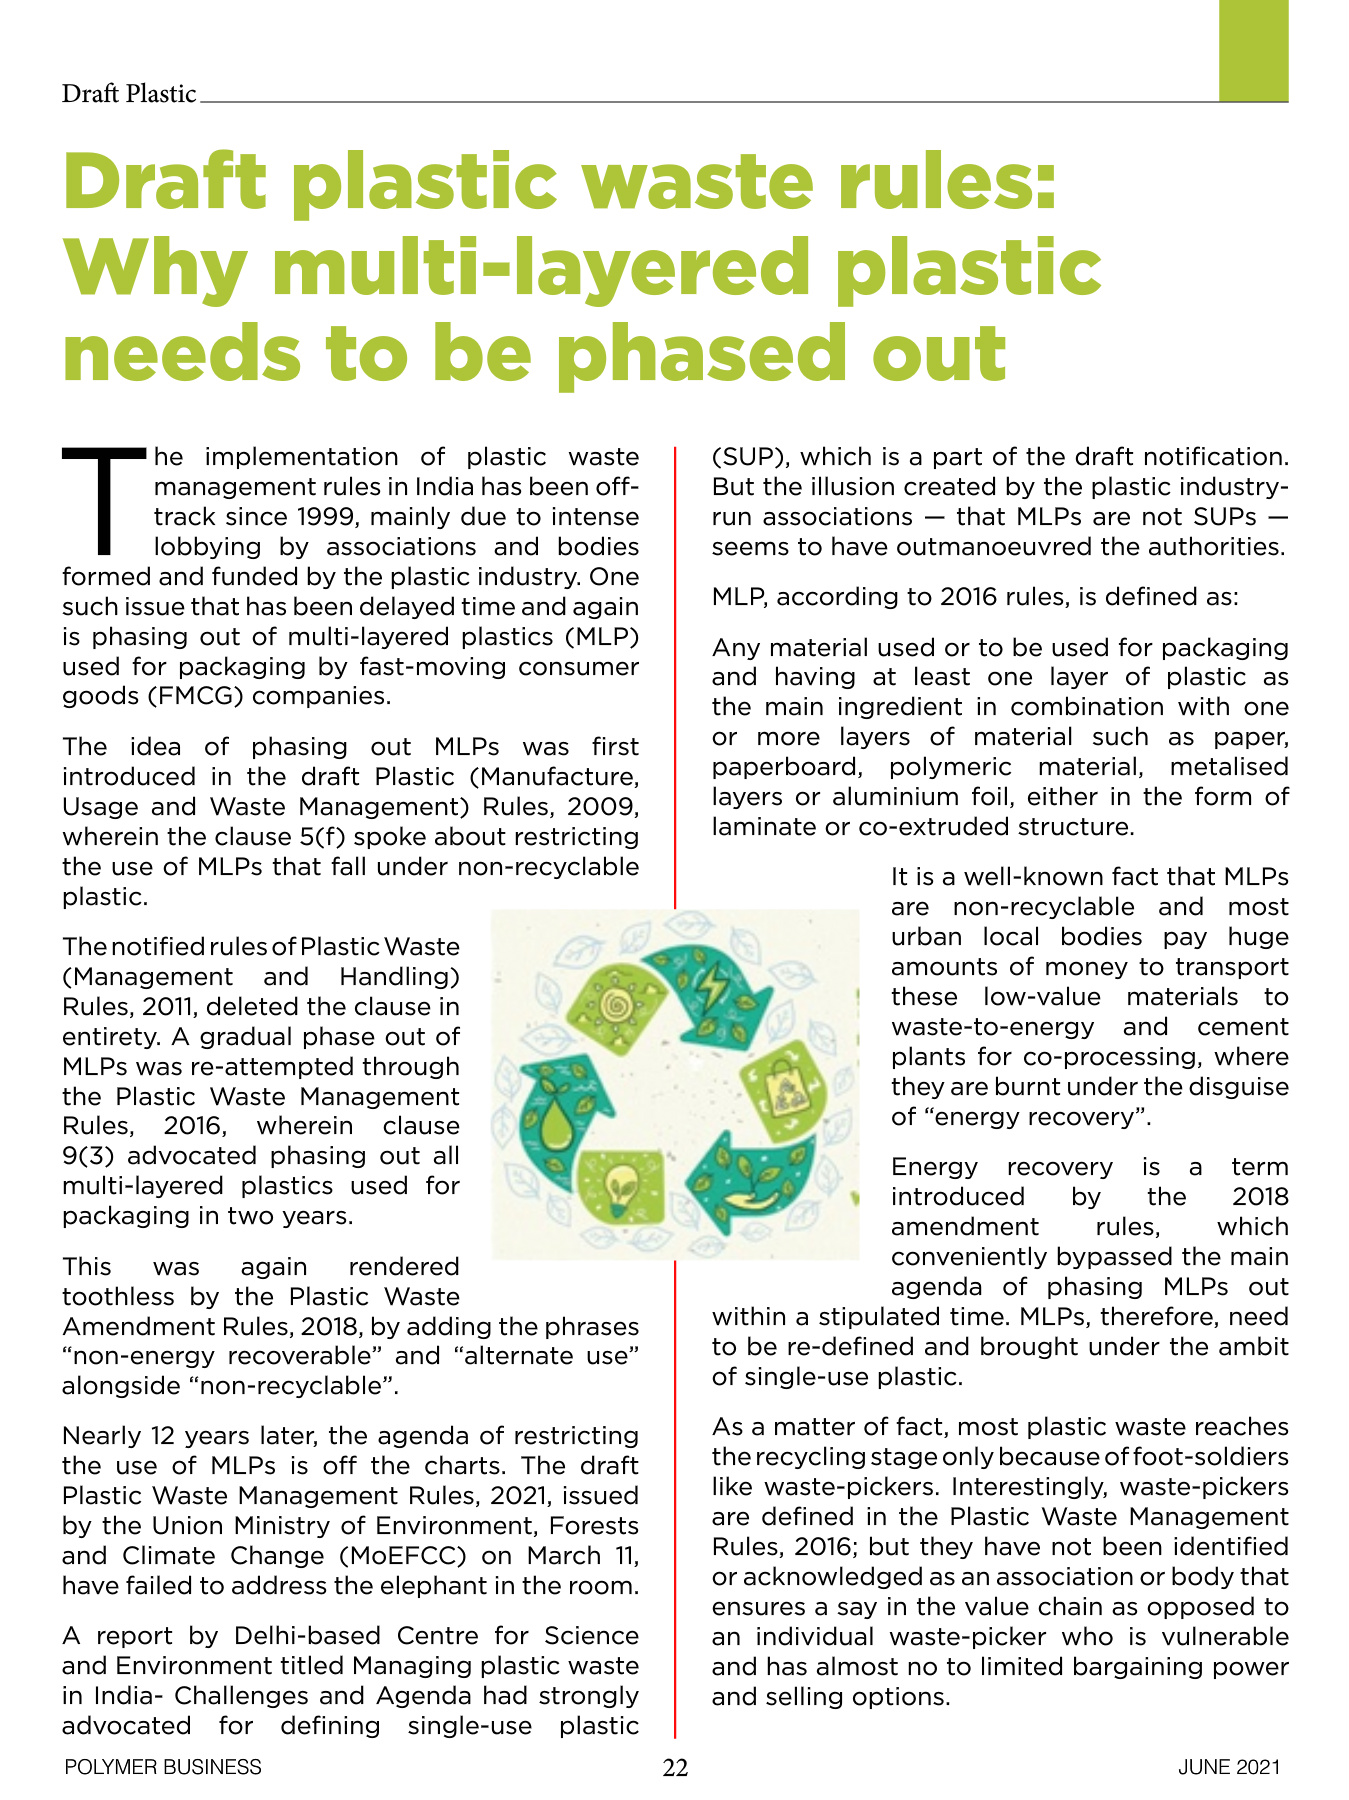 Draft Plastic
Draft plastic waste rules:
Why multi-layered plastic
needs to be phased out
The implementation of plastic waste
management rules in India has been off-
track since 1999, mainly due to intense
lobbying by associations and bodies
formed and funded by the plastic industry. One
such issue that has been delayed time and again
is phasing out of multi-layered plastics (MLP)
used for packaging by fast-moving consumer
goods (FMCG) companies.
The idea of phasing out MLPs was first
introduced in the draft Plastic (Manufacture,
Usage and Waste Management) Rules, 2009,
wherein the clause 5(f) spoke about restricting
the use of MLPs that fall under non-recyclable
plastic.
The notified rules of Plastic Waste
(Management and Handling)
Rules, 2011, deleted the clause in
entirety. A gradual phase out of
MLPs was re-attempted through
the Plastic Waste Management
Rules, 2016, wherein clause
9(3) advocated phasing out all
multi-layered plastics used for
packaging in two years.
This was again rendered
toothless by the Plastic Waste
Amendment Rules, 2018, by adding the phrases
“non-energy recoverable” and “alternate use”
alongside “non-recyclable”.
Nearly 12 years later, the agenda of restricting
the use of MLPs is off the charts. The draft
Plastic Waste Management Rules, 2021, issued
by the Union Ministry of Environment, Forests
and Climate Change (MoEFCC) on March 11,
have failed to address the elephant in the room.
A report by Delhi-based Centre for Science
and Environment titled Managing plastic waste
in India- Challenges and Agenda had strongly
advocated for defining single-use plastic
(SUP), which is a part of the draft notification.
But the illusion created by the plastic industry-
run associations — that MLPs are not SUPs —
seems to have outmanoeuvred the authorities.
MLP, according to 2016 rules, is defined as:
Any material used or to be used for packaging
and having at least one layer of plastic as
the main ingredient in combination with one
or more layers of material such as paper,
paperboard, polymeric material, metalised
layers or aluminium foil, either in the form of
laminate or co-extruded structure.
It is a well-known fact that MLPs
are non-recyclable and most
urban local bodies pay huge
amounts of money to transport
these low-value materials to
waste-to-energy and cement
plants for co-processing, where
they are burnt under the disguise
of “energy recovery”.
Energy recovery is a term
introduced by the 2018
amendment rules, which
conveniently bypassed the main
agenda of phasing MLPs out
within a stipulated time. MLPs, therefore, need
to be re-defined and brought under the ambit
of single-use plastic.
As a matter of fact, most plastic waste reaches
the recycling stage only because of foot-soldiers
like waste-pickers. Interestingly, waste-pickers
are defined in the Plastic Waste Management
Rules, 2016; but they have not been identified
or acknowledged as an association or body that
ensures a say in the value chain as opposed to
an individual waste-picker who is vulnerable
and has almost no to limited bargaining power
and selling options.
POLYMER BUSINESS
22
JUNE 2021